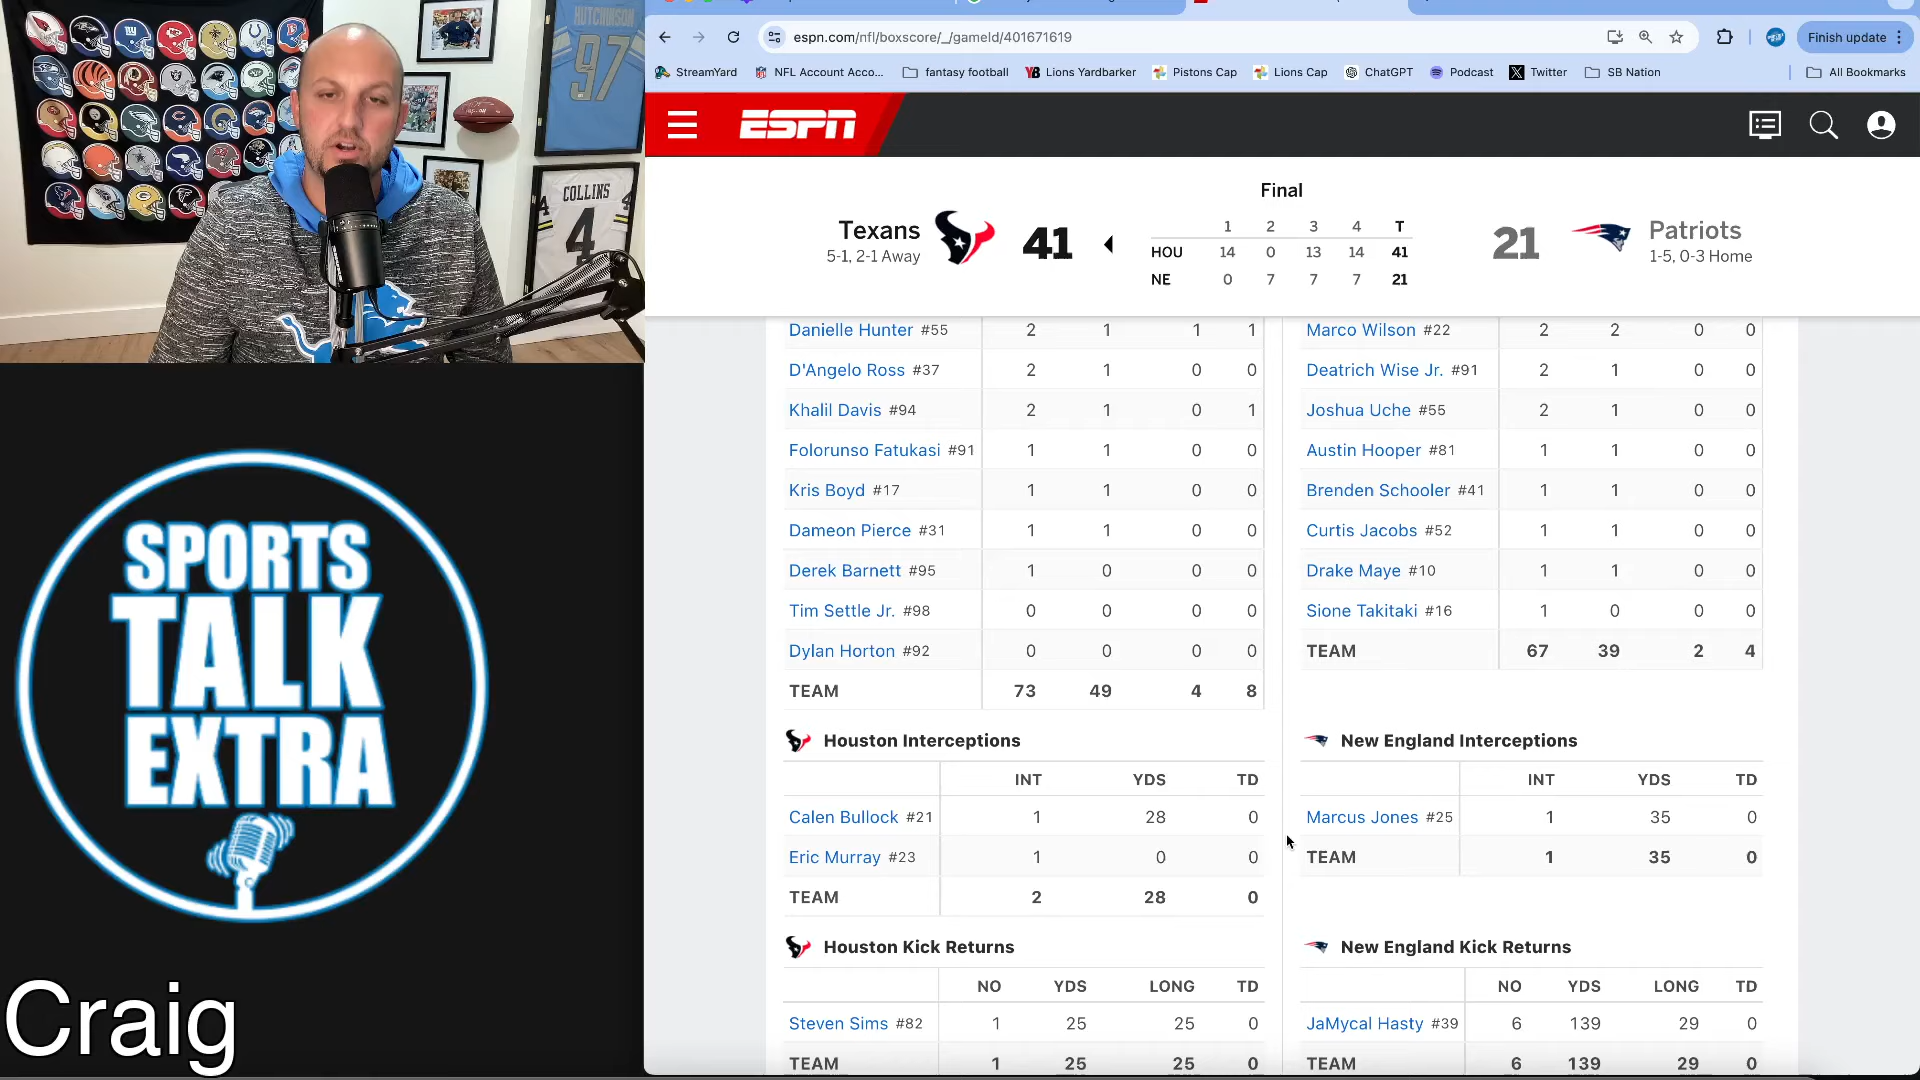 HUTCHINSON
97
COLLINS
4
4
4
SPORTS
TALK
EXTRA
Craig
espn.com/nfl/boxscore/_/gameId/401671619
Finish update
StreamYard
NFL Account Acco...
fantasy football
Lions Yardbarker
Pistons Cap
Lions Cap
ChatGPT
Podcast
Twitter
SB Nation
All Bookmarks
ESPN
Final
Texans
5-1, 2-1 Away
41
1 2 3 4 T
HOU 14 0 13 14 41
NE 0 7 7 7 21
21
Patriots
1-5, 0-3 Home
Danielle Hunter #55 2 1 1 1
D'Angelo Ross #37 2 1 0 0
Khalil Davis #94 2 1 0 1
Folorunso Fatukasi #91 1 1 0 0
Kris Boyd #17 1 1 0 0
Dameon Pierce #31 1 1 0 0
Derek Barnett #95 1 0 0 0
Tim Settle Jr. #98 0 0 0 0
Dylan Horton #92 0 0 0 0
TEAM 73 49 4 8
Marco Wilson #22 2 2 0 0
Deatrich Wise Jr. #91 2 1 0 0
Joshua Uche #55 2 1 0 0
Austin Hooper #81 1 1 0 0
Brenden Schooler #41 1 1 0 0
Curtis Jacobs #52 1 1 0 0
Drake Maye #10 1 1 0 0
Sione Takitaki #16 1 0 0 0
TEAM 67 39 2 4
Houston Interceptions
INT YDS TD
Calen Bullock #21 1 28 0
Eric Murray #23 1 0 0
TEAM 2 28 0
New England Interceptions
INT YDS TD
Marcus Jones #25 1 35 0
TEAM 1 35 0
Houston Kick Returns
NO YDS LONG TD
Steven Sims #82 1 25 25 0
TEAM 1 25 25 0
New England Kick Returns
NO YDS LONG TD
JaMycal Hasty #39 6 139 29 0
TEAM 6 139 29 0